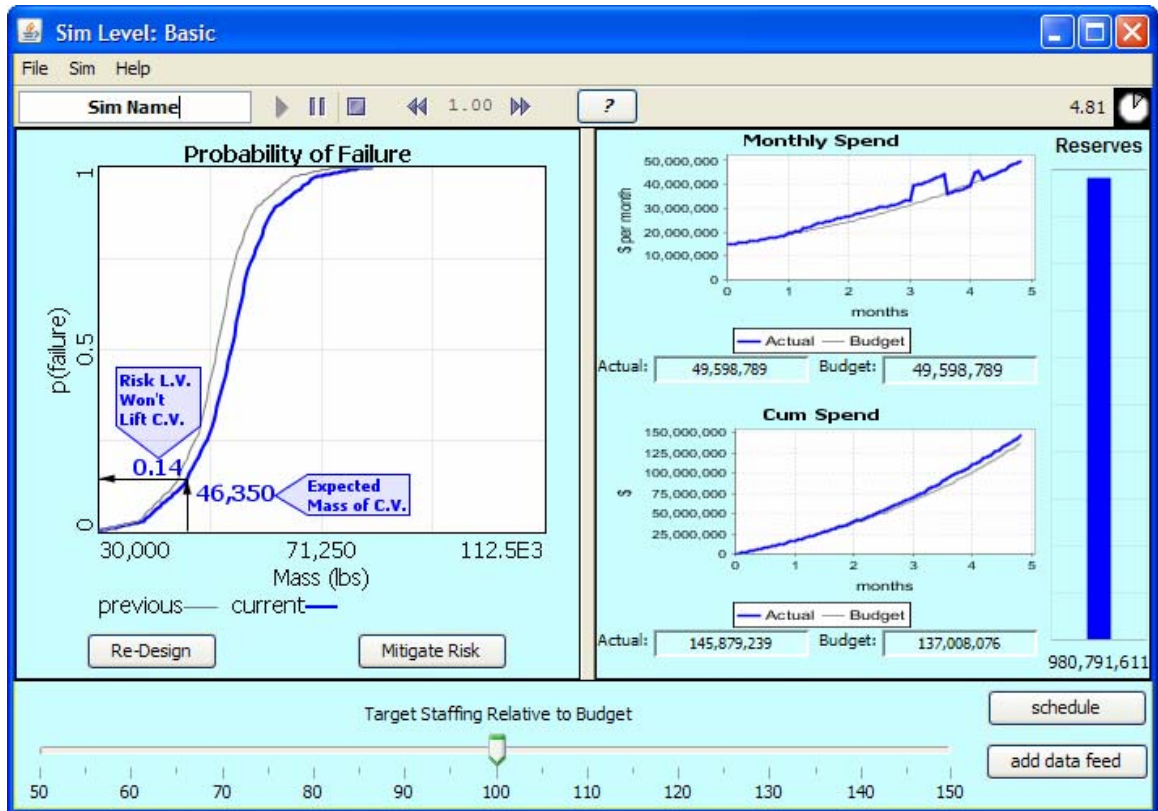 Sim Level: Basic
File Sim Help
Sim Name
1.00
?
4.81
Probability of Failure
1
0.5
0
p(failure)
Risk L.V.
Won't
Lift C.V.
0.14
46,350
Expected
Mass of C.V.
30,000 71,250 112.5E3
Mass (lbs)
previous current
Re-Design Mitigate Risk
Monthly Spend
50,000,000
40,000,000
30,000,000
20,000,000
10,000,000
0
$ per month
0 1 2 3 4 5
months
Actual Budget
Actual: 49,598,789 Budget: 49,598,789
Cum Spend
150,000,000
125,000,000
100,000,000
75,000,000
50,000,000
25,000,000
0
$
0 1 2 3 4 5
months
Actual Budget
Actual: 145,879,239 Budget: 137,008,076
Reserves
980,791,611
Target Staffing Relative to Budget
50 60 70 80 90 100 110 120 130 140 150
schedule
add data feed